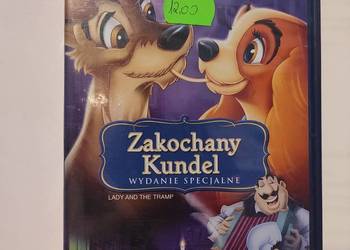 12.00
Zakochany
Kundel
WYDANIE SPECJALNE
LADY AND THE TRAMP